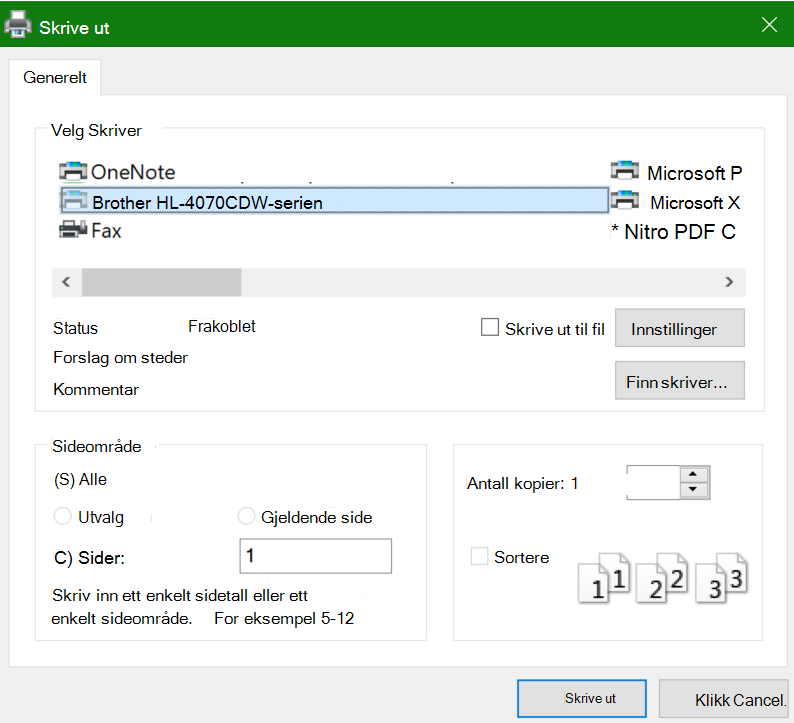 Skrive ut
Generelt
Velg Skriver
OneNote
Microsoft P
Brother HL-4070CDW-serien
Microsoft X
Fax
* Nitro PDF C
Status
Frakoblet
Skrive ut til fil
Innstillinger
Forslag om steder
Kommentar
Finn skriver...
Sideområde
(S) Alle
Utvalg
Gjeldende side
C) Sider:
1
Skriv inn ett enkelt sidetall eller ett
enkelt sideområde. For eksempel 5-12
Antall kopier: 1
Sortere
1 1 2 2 3 3
Skrive ut
Klikk Cancel.